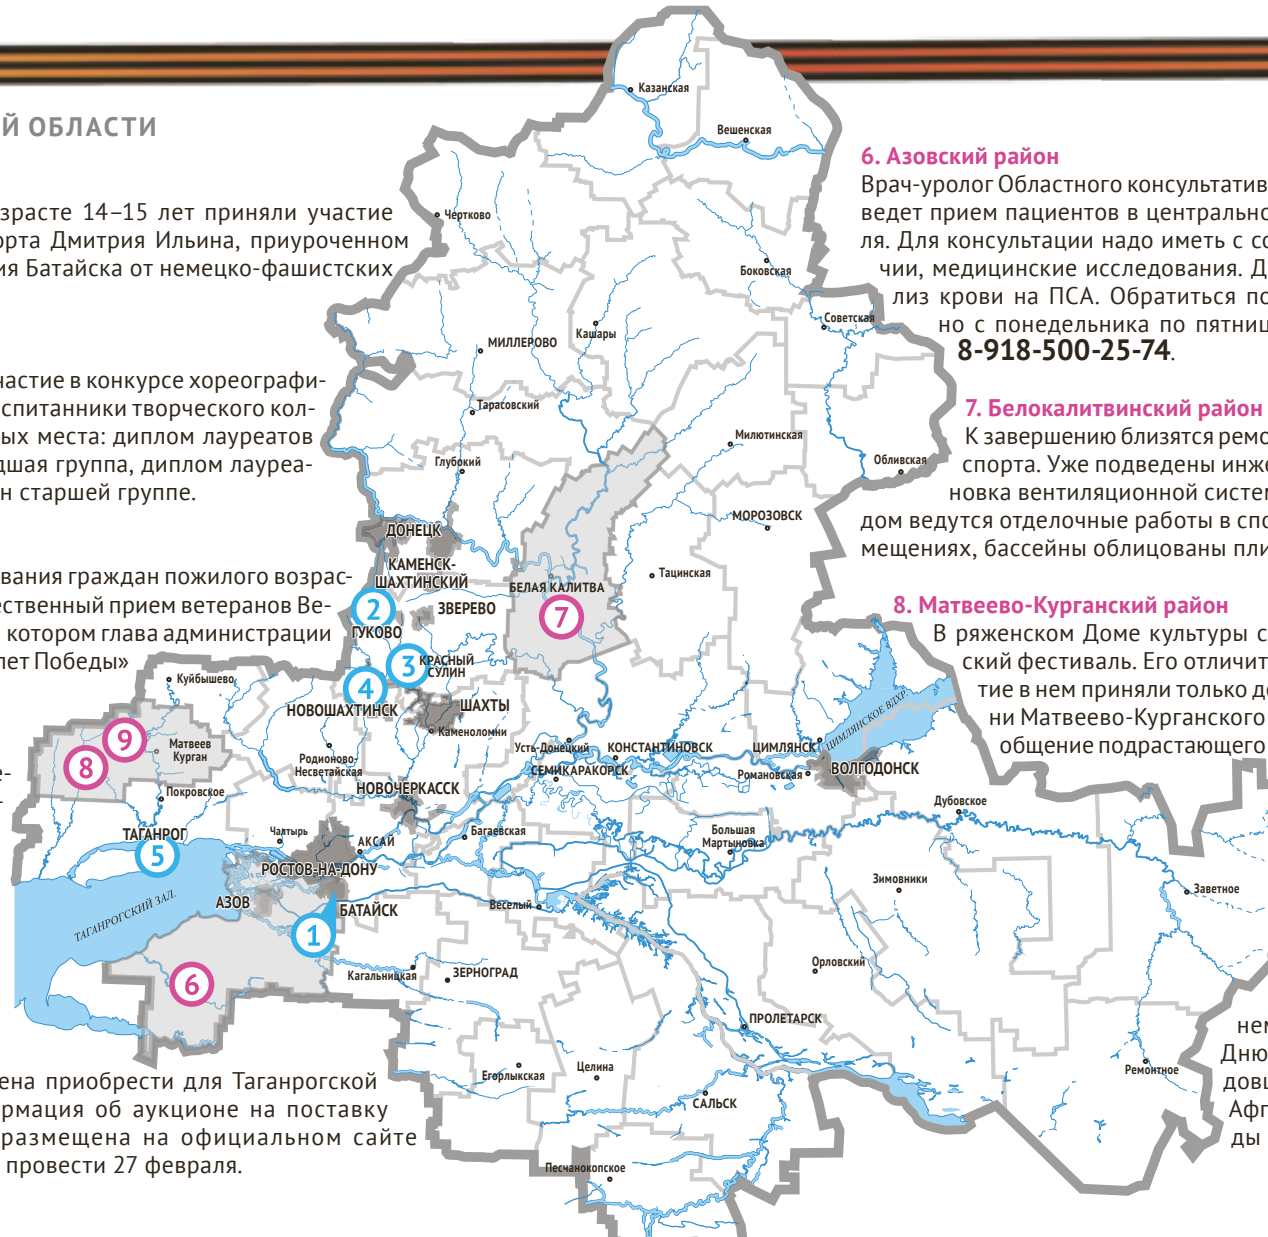 Й ОБЛАСТИ
зрасте 14–15 лет приняли участие
орта Дмитрия Ильина, приуроченном
ия Батайска от немецко-фашистских
частие в конкурсе хореографи-
спитанники творческого кол-
ых места: диплом лауреатов
дшая группа, диплом лауреа-
н старшей группе.
вания граждан пожилого возрас-
ественный прием ветеранов Ве-
котором глава администрации
лет Победы»
е-
ена приобрести для Таганрогской
ормация об аукционе на поставку
размещена на официальном сайте
провести 27 февраля.
Казанская
Вешенская
Чертково
Боковская
Советская
Кашары
МИЛЛЕРОВО
Тарасовский
Милютинская
Глубокий
Обливская
МОРОЗОВСК
ДОНЕЦК
КАМЕНСК-
ШАХТИНСКИЙ
Тацинская
БЕЛАЯ КАЛИТВА
7
2
ЗВЕРЕВО
ГУКОВО
3
КРАСНЫЙ
СУЛИН
4
НОВОШАХТИНСК
ШАХТЫ
Каменоломни
Куйбышево
9
8
Матвеев
Курган
Родионово-
Несветайская
Усть-Донецкий
КОНСТАНТИНОВСК
ЦИМЛЯНСК
ЦИМЛЯНСКОЕ ВДХР.
СЕМИКАРАКОРСК
Романовская
ВОЛГОДОНСК
Покровское
НОВОЧЕРКАССК
Дубовское
ТАГАНРОГ
5
Чалтырь
АКСАЙ
Багаевская
Большая
Мартыновка
РОСТОВ-НА-ДОНУ
Зимовники
Заветное
АЗОВ
ТАГАНРОГСКИЙ ЗАЛ.
БАТАЙСК
1
Веселый
6
Кагальницкая
ЗЕРНОГРАД
Орловский
ПРОЛЕТАРСК
Егорлыкская
Целина
Ремонтное
САЛЬСК
Песчанокопское
6. Азовский район
Врач-уролог Областного консультатив
ведет прием пациентов в центрально
ля. Для консультации надо иметь с со
чии, медицинские исследования. Д
лиз крови на ПСА. Обратиться по
но с понедельника по пятниц
8-918-500-25-74.
7. Белокалитвинский район
К завершению близятся ремо
спорта. Уже подведены инже
новка вентиляционной систем
дом ведутся отделочные работы в спо
мещениях, бассейны облицованы пли
8. Матвеево-Курганский район
В ряженском Доме культуры с
ский фестиваль. Его отличит
тие в нем приняли только де
ни Матвеево-Курганского
общение подрастающего
нем
Дню
довщ
Афг
ды